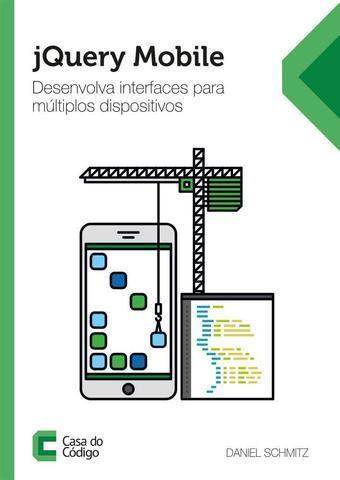 jQuery Mobile
Desenvolva interfaces para
múltiplos dispositivos
Casa do
Código
DANIEL SCHMITZ